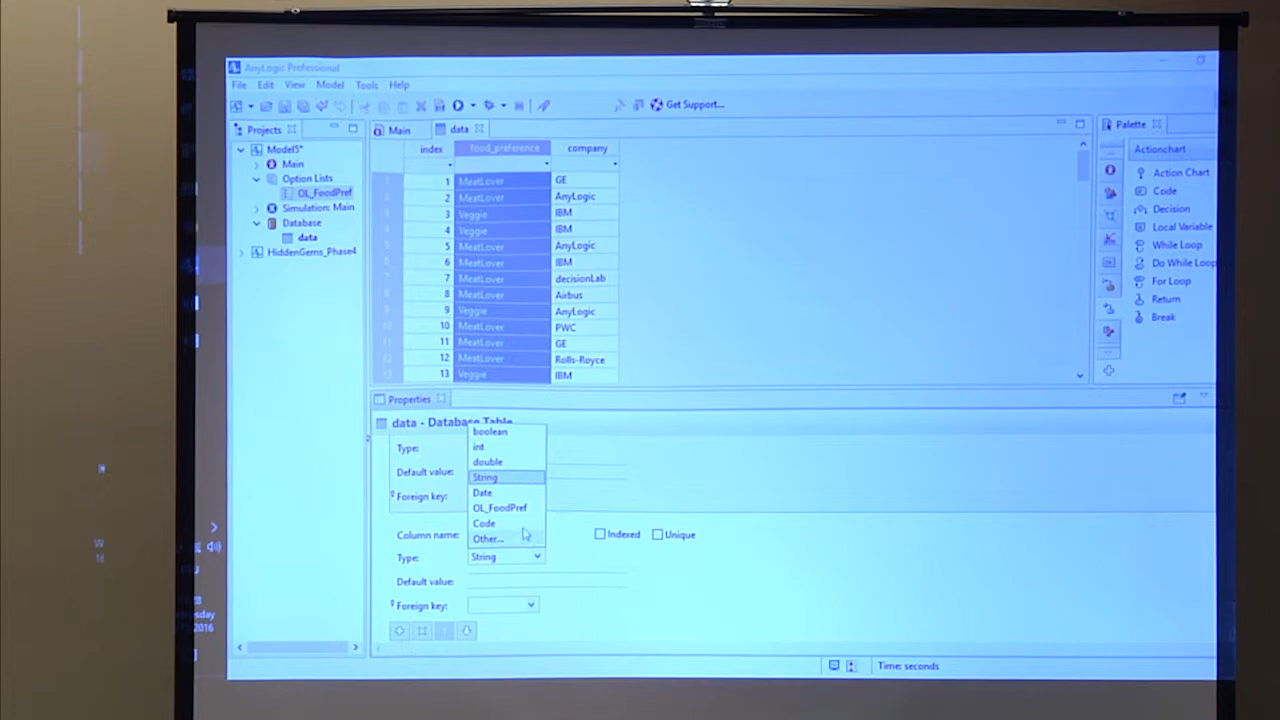 AnyLogic Professional
File Edit View Model Tools Help
Get Support...
Projects
Model5*
Main
Option Lists
OL_FoodPref
Simulation: Main
Database
data
HiddenGems_Phase4
Main data
index food_preference company
1 MeatLover GE
2 MeatLover AnyLogic
3 Veggie IBM
4 Veggie IBM
5 MeatLover AnyLogic
6 MeatLover IBM
7 MeatLover decisionLab
8 MeatLover Airbus
9 Veggie AnyLogic
10 MeatLover PWC
11 MeatLover GE
12 MeatLover Rolls-Royce
13 Veggie IBM
Palette
Actionchart
Action Chart
Code
Decision
Local Variable
While Loop
Do While Loop
For Loop
Return
Break
Properties
data - Database Table
Type:
Default value:
Foreign key:
boolean
int
double
String
Date
OL_FoodPref
Code
Other...
Column name: Indexed Unique
Type: String
Default value:
Foreign key:
Time: seconds
2016